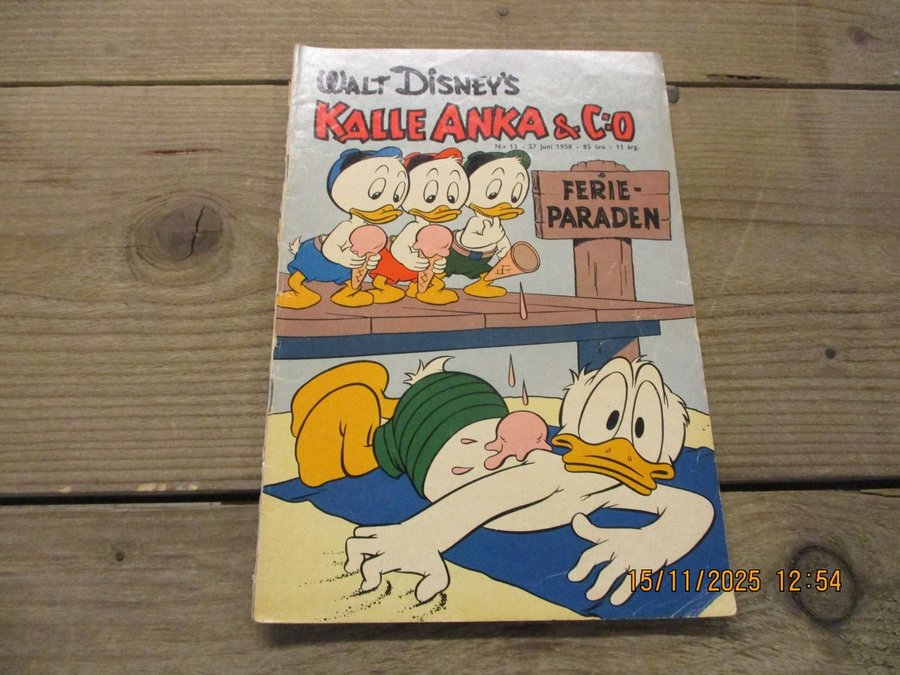 WALT DISNEY'S
KALLE ANKA & C:O
N:r 13 - 27 juni 1958 - 85 öre - 11 årg.
FERIE-
PARADEN
15/11/2025 12:54